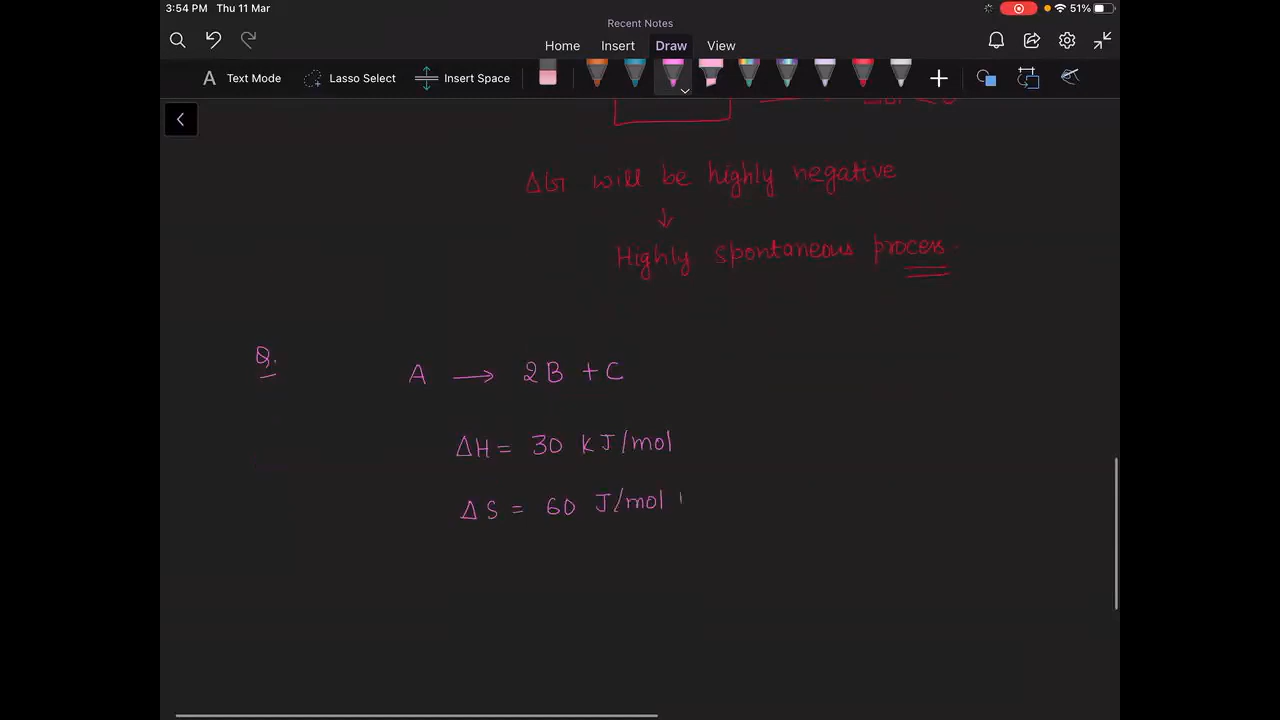 3:54 PM Thu 11 Mar
51%
Recent Notes
Home Insert Draw View
A Text Mode Lasso Select Insert Space
ΔG will be highly negative
↓
Highly spontaneous process.
Q. A → 2B + C
ΔH = 30 KJ/mol
ΔS = 60 J/mol